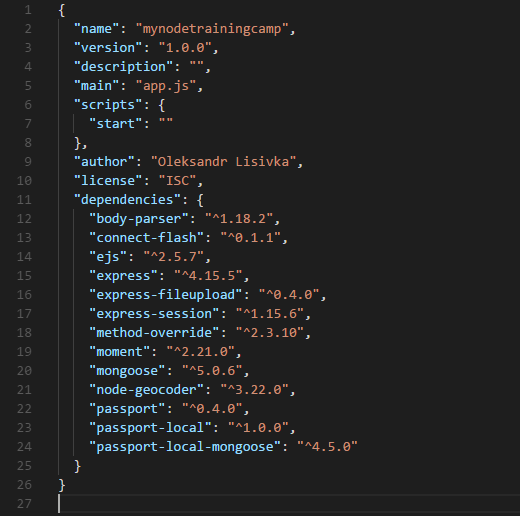 1 {
2   "name": "mynodetrainingcamp",
3   "version": "1.0.0",
4   "description": "",
5   "main": "app.js",
6   "scripts": {
7     "start": ""
8   },
9   "author": "Oleksandr Lisivka",
10   "license": "ISC",
11   "dependencies": {
12     "body-parser": "^1.18.2",
13     "connect-flash": "^0.1.1",
14     "ejs": "^2.5.7",
15     "express": "^4.15.5",
16     "express-fileupload": "^0.4.0",
17     "express-session": "^1.15.6",
18     "method-override": "^2.3.10",
19     "moment": "^2.21.0",
20     "mongoose": "^5.0.6",
21     "node-geocoder": "^3.22.0",
22     "passport": "^0.4.0",
23     "passport-local": "^1.0.0",
24     "passport-local-mongoose": "^4.5.0"
25   }
26 }
27